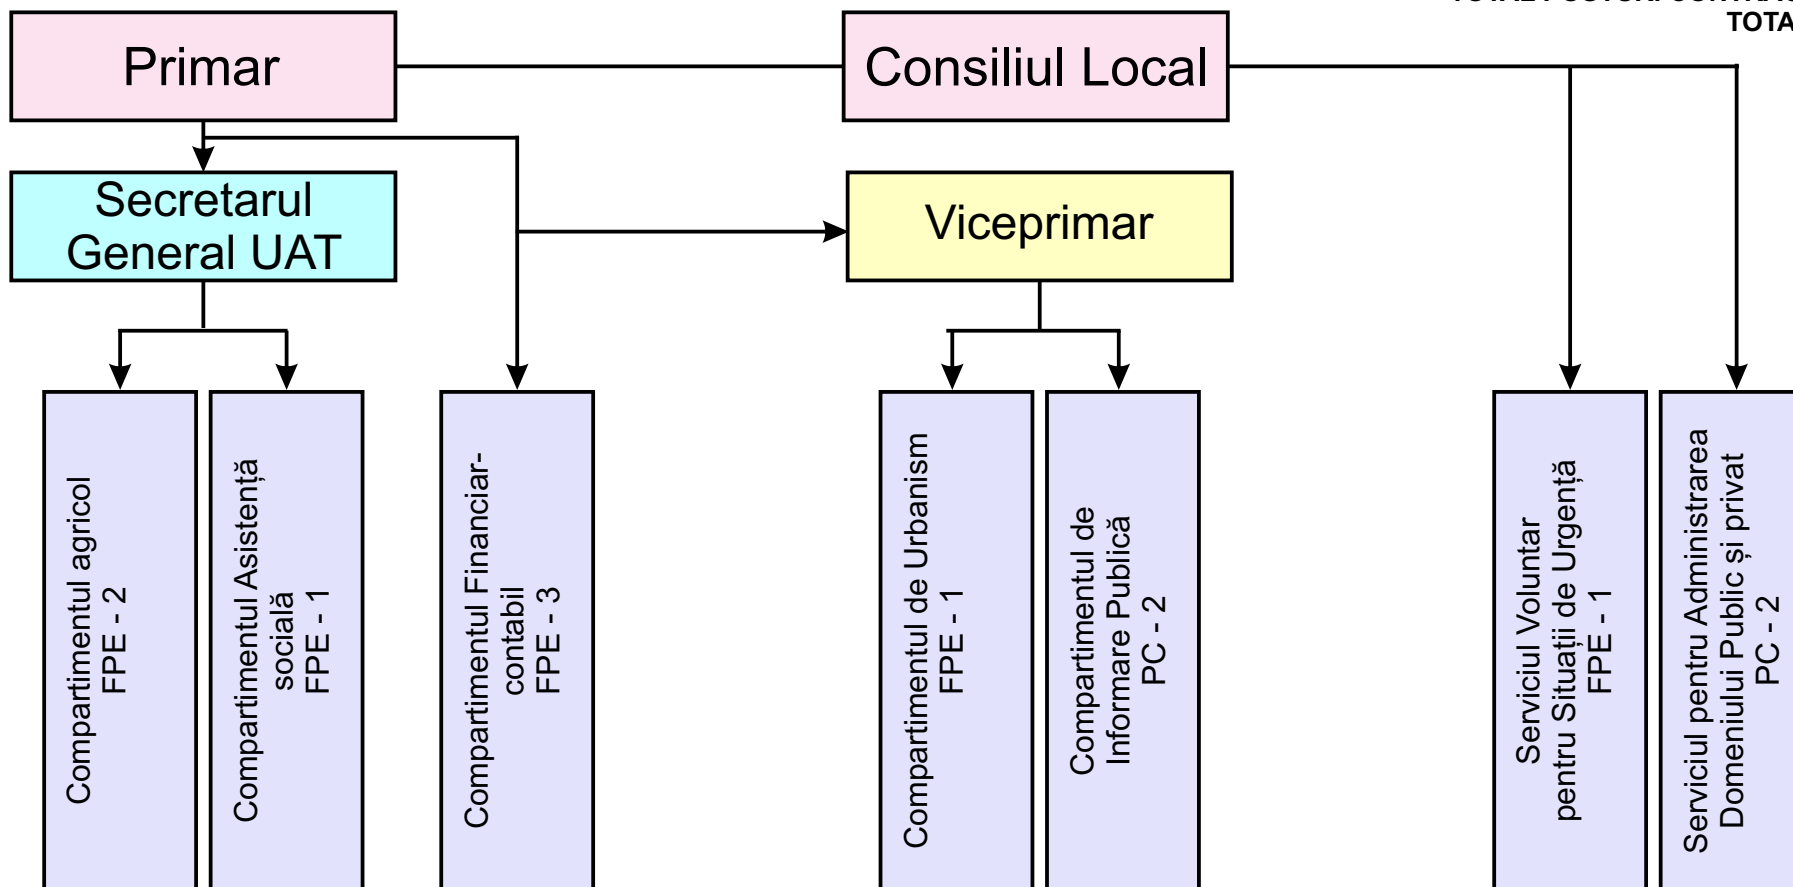 TOTA
Primar
Consiliul Local
Secretarul
General UAT
Viceprimar
Compartimentul agricol
FPE - 2
Compartimentul Asistență
socială
FPE - 1
Compartimentul Financiar-
contabil
FPE - 3
Compartimentul de Urbanism
FPE - 1
Compartimentul de
Informare Publică
PC - 2
Serviciul Voluntar
pentru Situații de Urgență
FPE - 1
Serviciul pentru Administrarea
Domeniului Public și privat
PC - 2